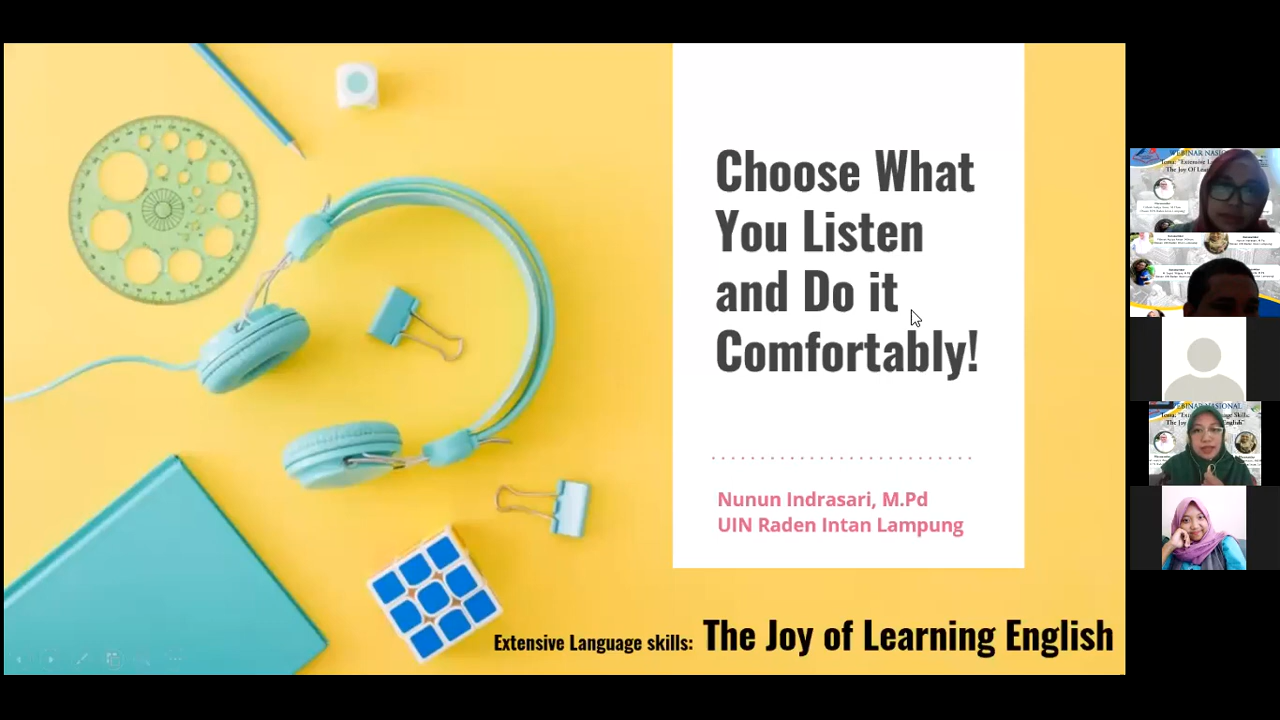 Choose What
You Listen
and Do it
Comfortably!
Nunun Indrasari, M.Pd
UIN Raden Intan Lampung
Extensive Language skills: The Joy of Learning English